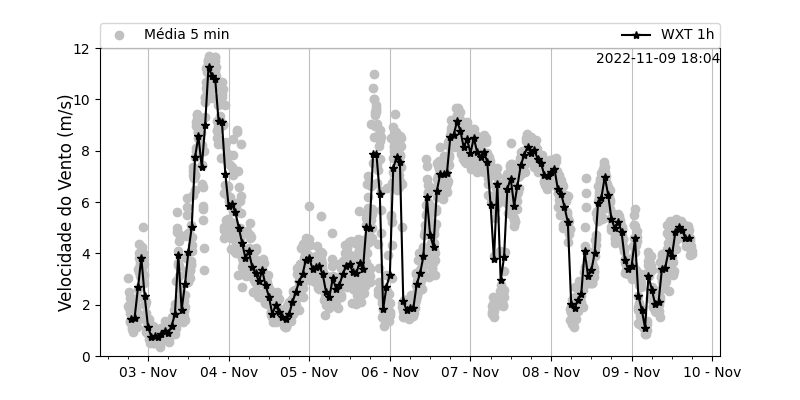 Média 5 min
WXT 1h
2022-11-09 18:04
Velocidade do Vento (m/s)
12
10
8
6
4
2
0
03 - Nov
04 - Nov
05 - Nov
06 - Nov
07 - Nov
08 - Nov
09 - Nov
10 - Nov